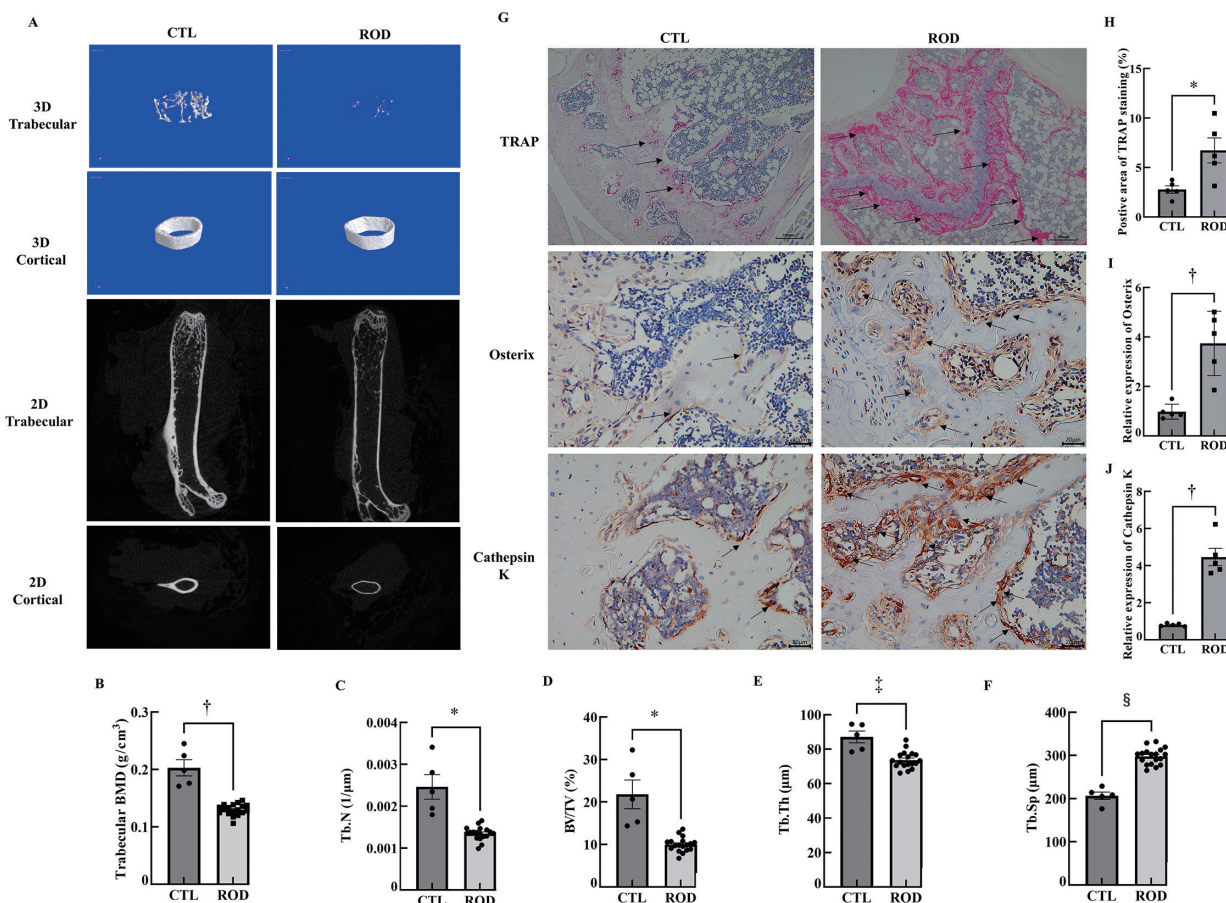 A
CTL
ROD
3D
Trabecular
3D
Cortical
2D
Trabecular
2D
Cortical
G
CTL
ROD
TRAP
Osterix
20μm
Cathepsin
K
H
Postive area of TRAP staining (%)
15
10
5
0
*
CTL
ROD
I
Relative expression of Osterix
6
4
2
0
†
CTL
ROD
J
Relative expression of Cathepsin K
8
6
4
2
0
†
CTL
ROD
B
Trabecular BMD (g/cm³)
0.3
0.2
0.1
0
†
CTL
ROD
C
Tb.N (1/μm)
0.004
0.003
0.002
0.001
0
*
CTL
ROD
D
BV/TV (%)
40
30
20
10
0
*
CTL
ROD
E
Tb.Th (μm)
100
80
60
40
20
0
‡
CTL
ROD
F
Tb.Sp (μm)
400
300
200
100
0
§
CTL
ROD